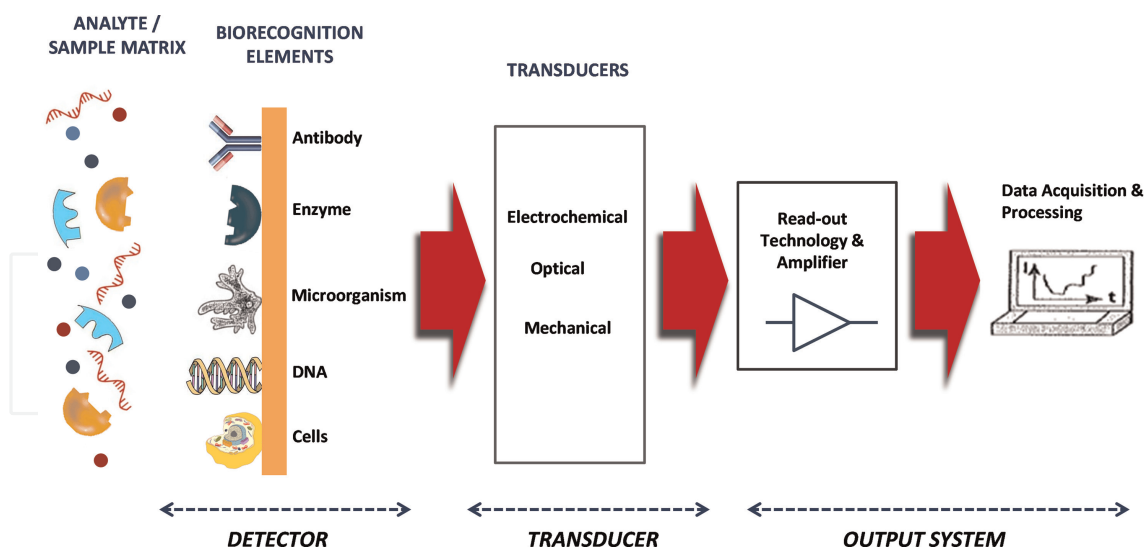 ANALYTE /
SAMPLE MATRIX
BIORECOGNITION
ELEMENTS
TRANSDUCERS
Antibody
Enzyme
Microorganism
DNA
Cells
Electrochemical
Optical
Mechanical
Read-out
Technology &
Amplifier
Data Acquisition &
Processing
I
t
DETECTOR
TRANSDUCER
OUTPUT SYSTEM